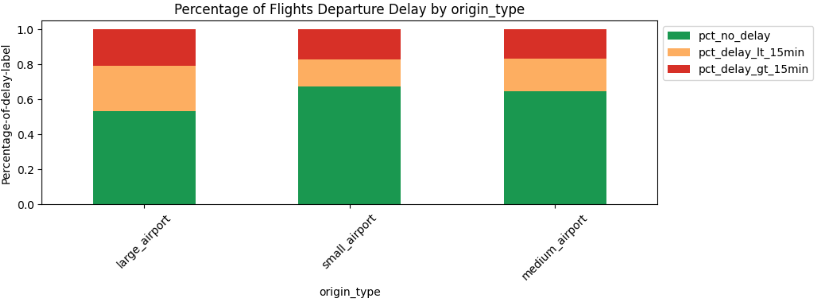 Percentage of Flights Departure Delay by origin_type
pct_no_delay
pct_delay_lt_15min
pct_delay_gt_15min
Percentage-of-delay-label
1.0
0.8
0.6
0.4
0.2
0.0
large_airport
small_airport
medium_airport
origin_type